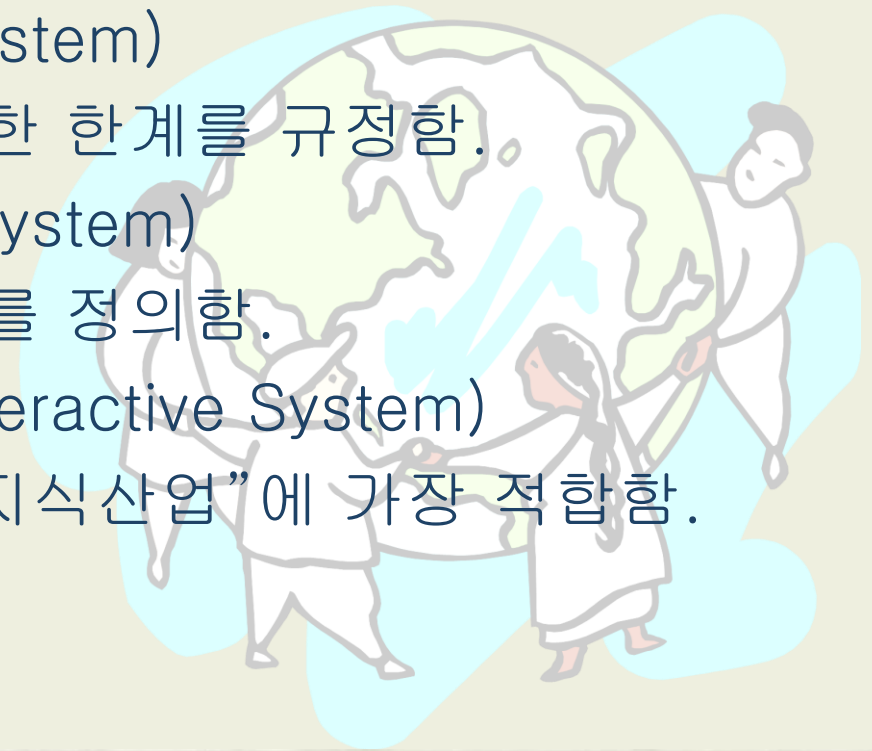 stem)
한 한계를 규정함.
ystem)
를 정의함.
eractive System)
지식산업”에 가장 적합함.